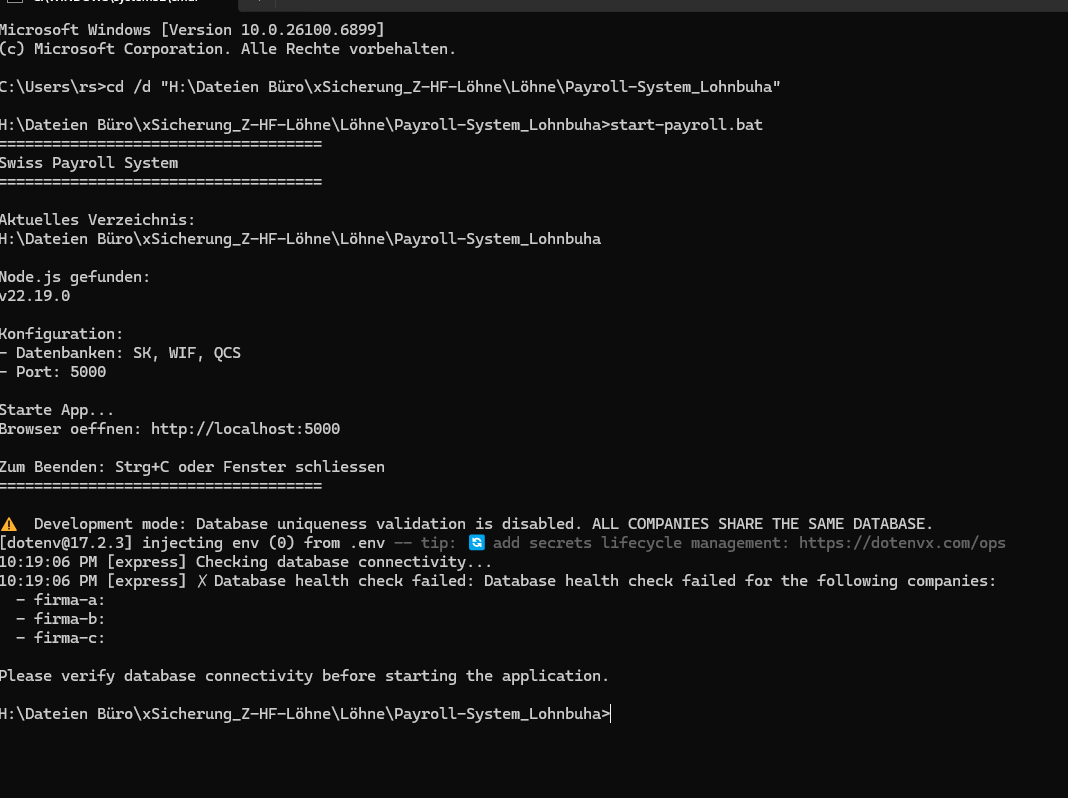 Microsoft Windows [Version 10.0.26100.6899]
(c) Microsoft Corporation. Alle Rechte vorbehalten.
C:\Users\rs>cd /d "H:\Dateien Büro\xSicherung_Z-HF-Löhne\Löhne\Payroll-System_Lohnbuha"
H:\Dateien Büro\xSicherung_Z-HF-Löhne\Löhne\Payroll-System_Lohnbuha>start-payroll.bat
====================================
Swiss Payroll System
====================================
Aktuelles Verzeichnis:
H:\Dateien Büro\xSicherung_Z-HF-Löhne\Löhne\Payroll-System_Lohnbuha
Node.js gefunden:
v22.19.0
Konfiguration:
- Datenbanken: SK, WIF, QCS
- Port: 5000
Starte App...
Browser oeffnen: http://localhost:5000
Zum Beenden: Strg+C oder Fenster schliessen
====================================
⚠ Development mode: Database uniqueness validation is disabled. ALL COMPANIES SHARE THE SAME DATABASE.
[dotenv@17.2.3] injecting env (0) from .env -- tip: 🔄 add secrets lifecycle management: https://dotenvx.com/ops
10:19:06 PM [express] Checking database connectivity...
10:19:06 PM [express] ✗ Database health check failed: Database health check failed for the following companies:
- firma-a:
- firma-b:
- firma-c:
Please verify database connectivity before starting the application.
H:\Dateien Büro\xSicherung_Z-HF-Löhne\Löhne\Payroll-System_Lohnbuha>